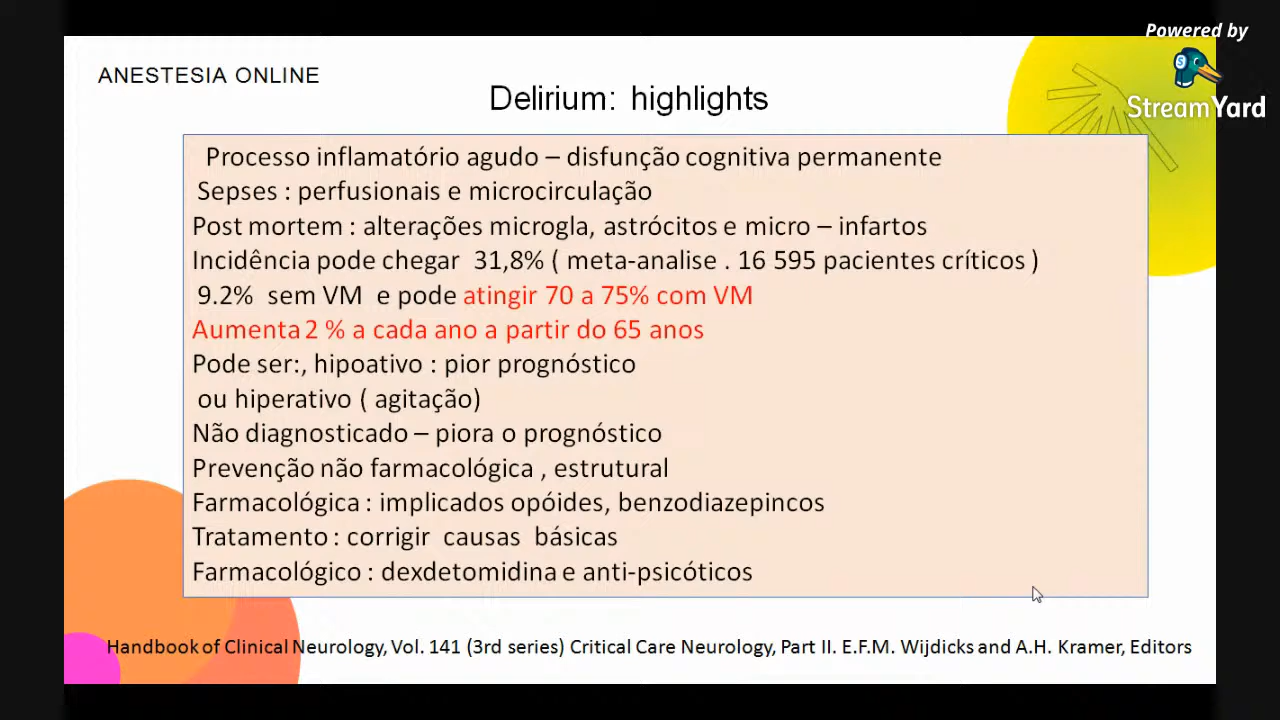 Powered by
StreamYard
ANESTESIA ONLINE
Delirium: highlights
Processo inflamatório agudo – disfunção cognitiva permanente
Sepses : perfusionais e microcirculação
Post mortem : alterações microgla, astrócitos e micro – infartos
Incidência pode chegar 31,8% ( meta-analise . 16 595 pacientes críticos )
9.2% sem VM e pode atingir 70 a 75% com VM
Aumenta 2 % a cada ano a partir do 65 anos
Pode ser:, hipoativo : pior prognóstico
ou hiperativo ( agitação)
Não diagnosticado – piora o prognóstico
Prevenção não farmacológica , estrutural
Farmacológica : implicados opóides, benzodiazepincos
Tratamento : corrigir causas básicas
Farmacológico : dexdetomidina e anti-psicóticos
Handbook of Clinical Neurology, Vol. 141 (3rd series) Critical Care Neurology, Part II. E.F.M. Wijdicks and A.H. Kramer, Editors